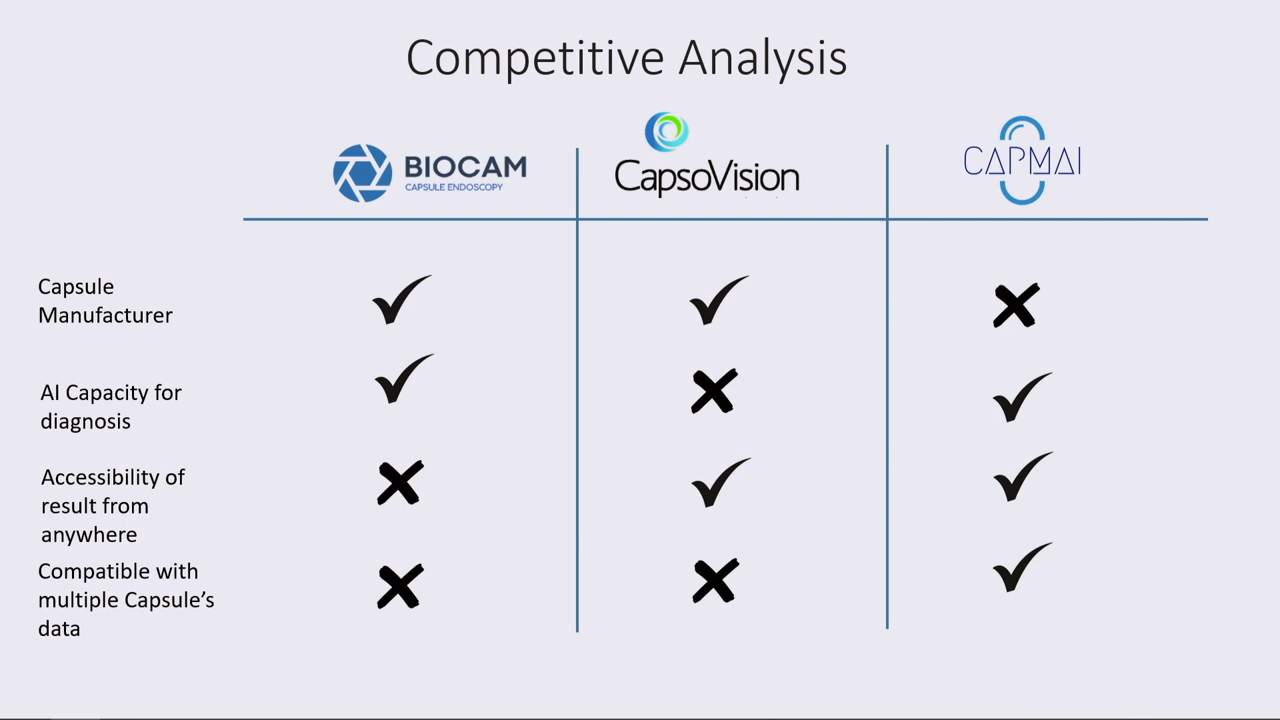 Competitive Analysis
BIOCAM
CAPSULE ENDOSCOPY
CapsoVision
CAPMAI
Capsule
Manufacturer
AI Capacity for
diagnosis
Accessibility of
result from
anywhere
Compatible with
multiple Capsule’s
data